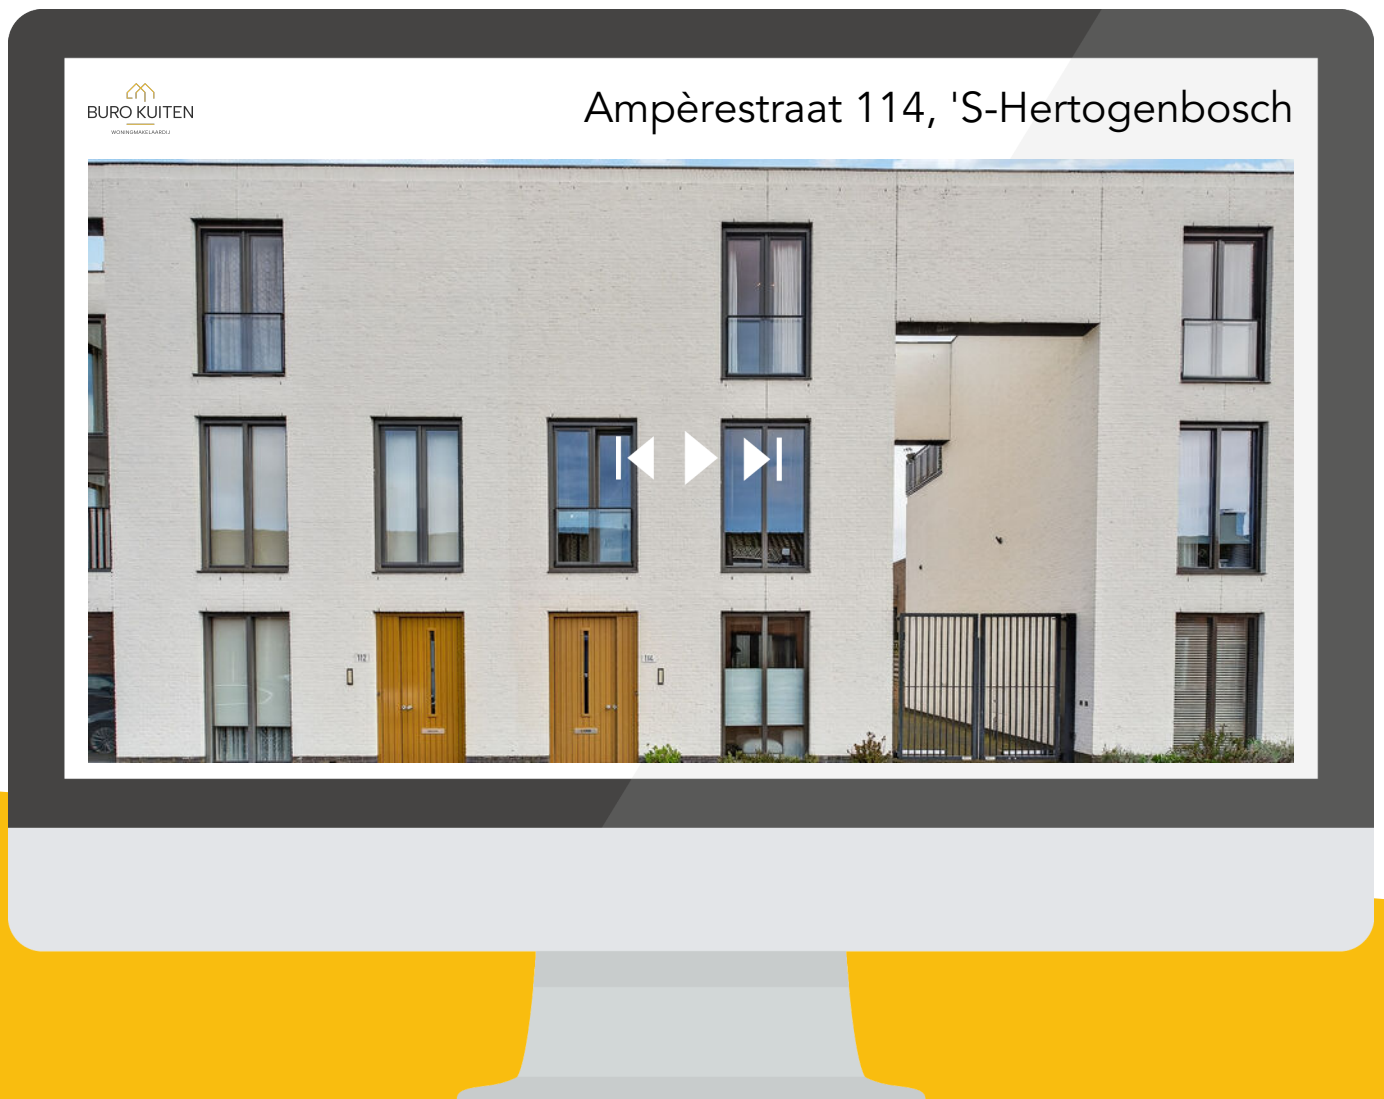 BURO KUITEN
WONINGMAKELAARDIJ
Ampèrestraat 114, 'S-Hertogenbosch
112
114